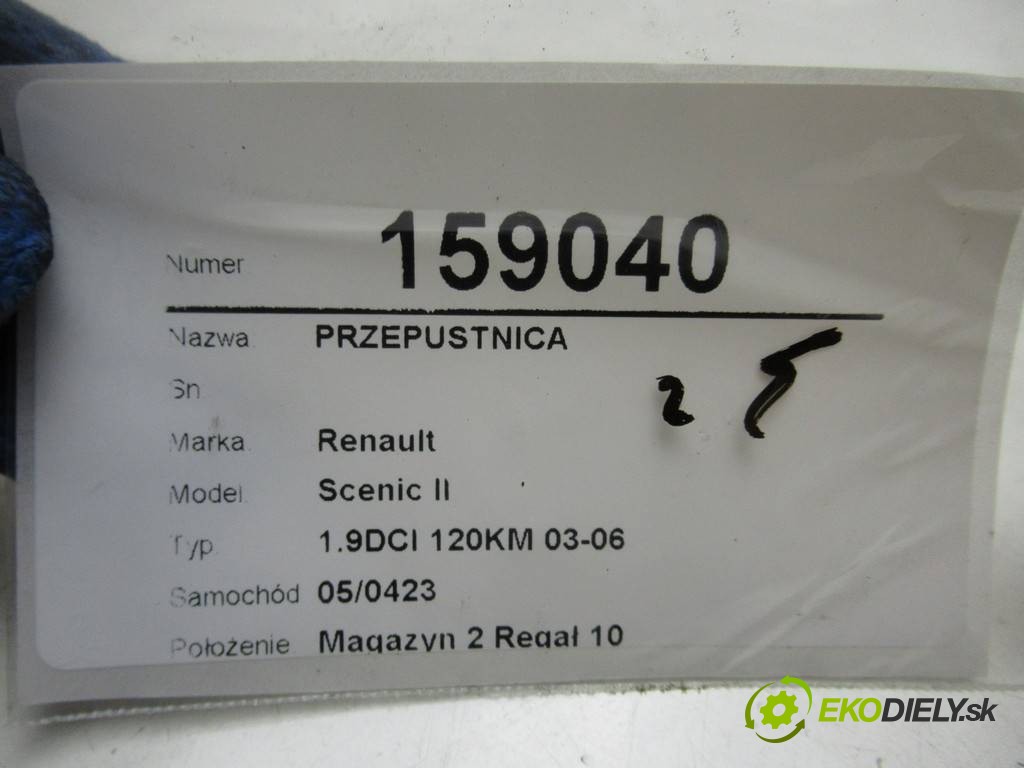 Numer 159040
Nazwa PRZEPUSTNICA
Sn
Marka Renault
Model Scenic II
Typ 1.9DCI 120KM 03-06
Samochód 05/0423
Położenie Magazyn 2 Regał 10
EKODIELY.sk